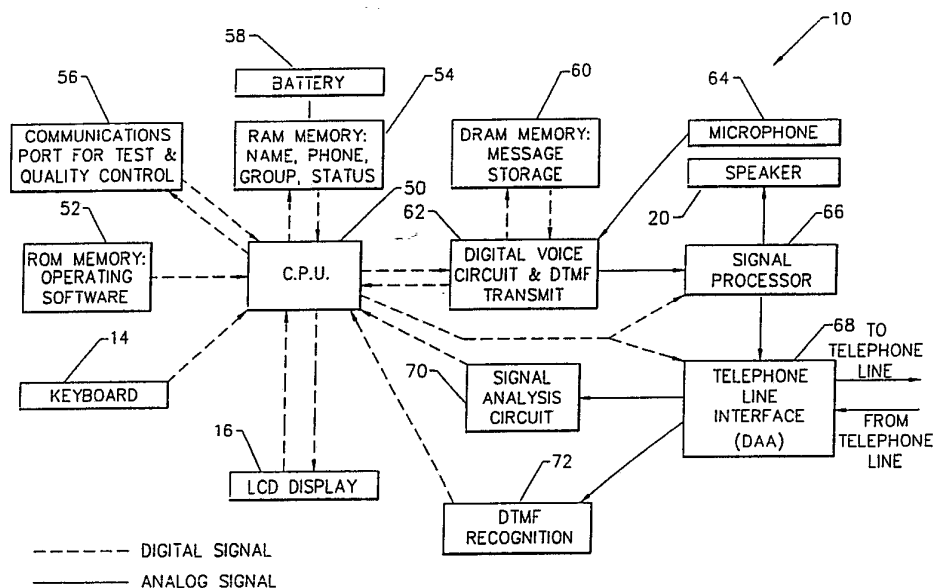 58
10
56
BATTERY
54
60
64
COMMUNICATIONS
PORT FOR TEST &
QUALITY CONTROL
RAM MEMORY:
NAME, PHONE,
GROUP, STATUS
DRAM MEMORY:
MESSAGE
STORAGE
MICROPHONE
SPEAKER
52
50
62
20
66
ROM MEMORY:
OPERATING
SOFTWARE
C.P.U.
DIGITAL VOICE
CIRCUIT & DTMF
TRANSMIT
SIGNAL
PROCESSOR
14
68
TO
TELEPHONE
LINE
KEYBOARD
70
SIGNAL
ANALYSIS
CIRCUIT
TELEPHONE
LINE
INTERFACE
(DAA)
FROM
TELEPHONE
LINE
16
72
LCD DISPLAY
DTMF
RECOGNITION
DIGITAL SIGNAL
ANALOG SIGNAL